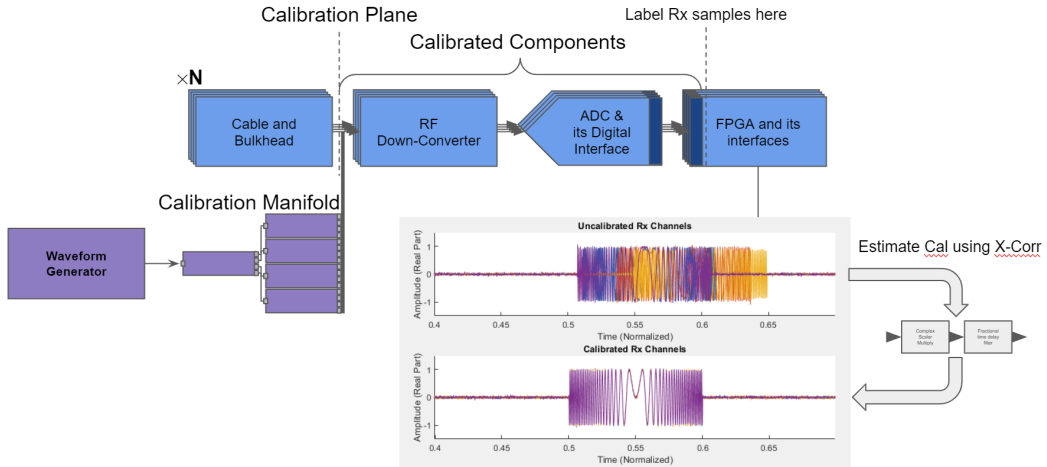 Calibration Plane
Label Rx samples here
Calibrated Components
×N
Cable and
Bulkhead
RF
Down-Converter
ADC &
its Digital
Interface
FPGA and its
interfaces
Calibration Manifold
Waveform
Generator
Uncalibrated Rx Channels
Amplitude (Real Part)
1
0
-1
0.4
0.45
0.5
0.55
0.6
0.65
Time (Normalized)
Calibrated Rx Channels
Amplitude (Real Part)
1
0
-1
0.4
0.45
0.5
0.55
0.6
0.65
Time (Normalized)
Estimate Cal using X-Corr
Complex
Scalar
Multiply
Fractional
time delay
filter